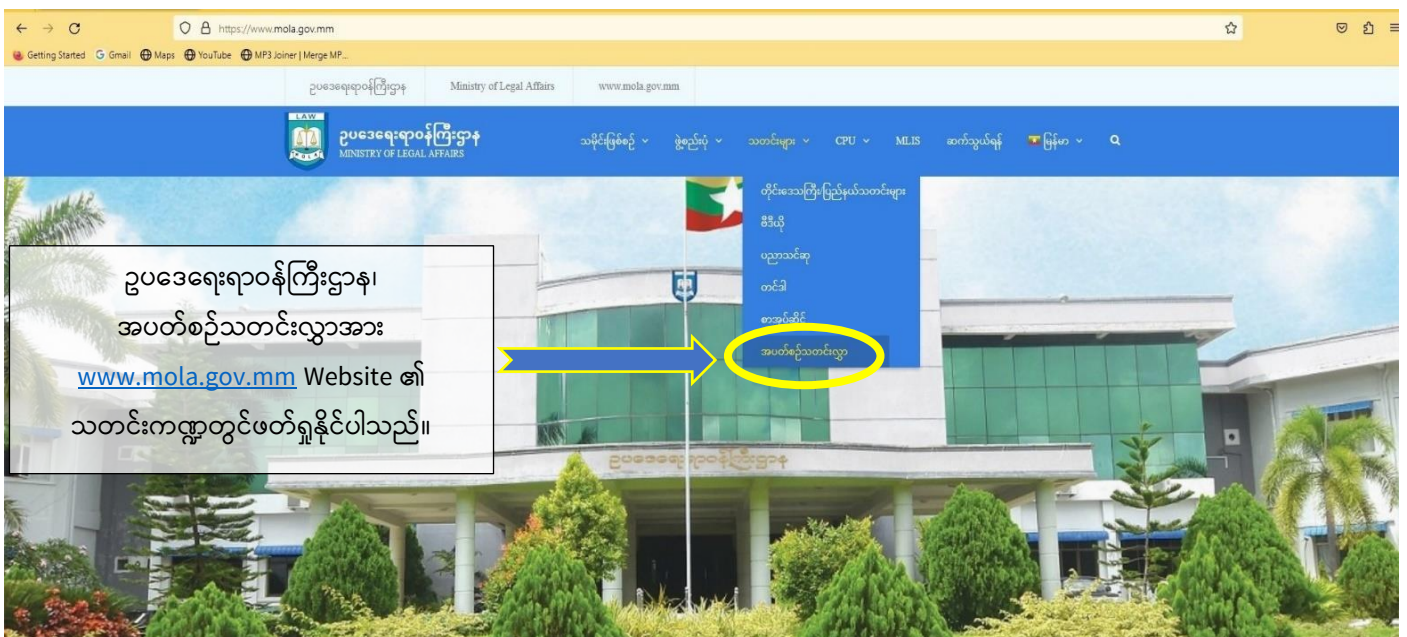 https://www.mola.gov.mm
Getting Started Gmail Maps YouTube MP3 Joiner | Merge MP...
ဥပဒေရေးရာဝန်ကြီးဌာန Ministry of Legal Affairs www.mola.gov.mm
LAW
MOLA
ဥပဒေရေးရာဝန်ကြီးဌာန
MINISTRY OF LEGAL AFFAIRS
သမိုင်းဖြစ်စဉ် ဖွဲ့စည်းပုံ သတင်းများ CPU MLIS ဆက်သွယ်ရန် မြန်မာ
တိုင်းဒေသကြီး/ပြည်နယ်သတင်းများ
ဗီဒီယို
ပညာသင်ဆု
တင်ဒါ
စာအုပ်ဆိုင်
အပတ်စဉ်သတင်းလွှာ
ဥပဒေရေးရာဝန်ကြီးဌာန၊
အပတ်စဉ်သတင်းလွှာအား
www.mola.gov.mm Website ၏
သတင်းကဏ္ဍတွင်ဖတ်ရှုနိုင်ပါသည်။
ဥပဒေရေးရာဝန်ကြီးဌာန